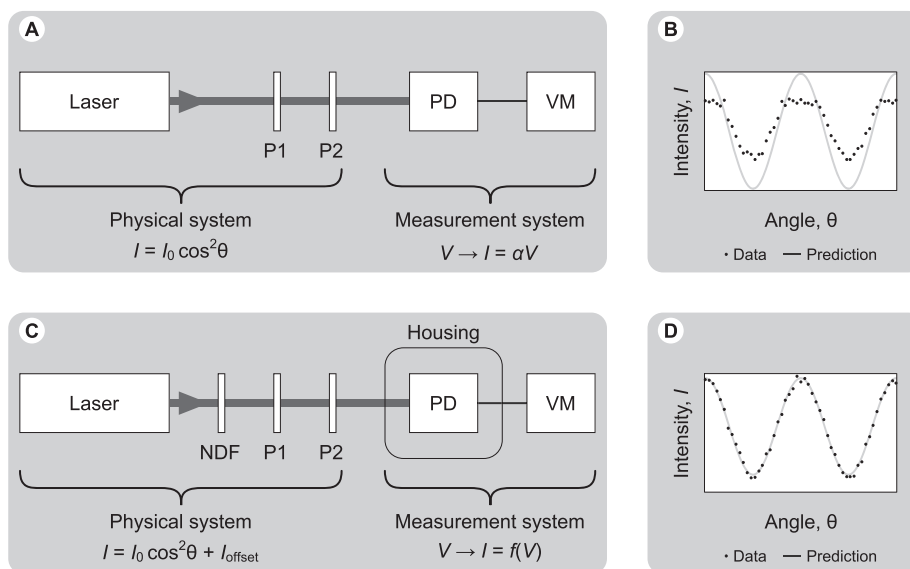 A
Laser
PD
VM
P1
P2
Physical system
I = I₀ cos²θ
Measurement system
V → I = αV
B
Intensity, I
Angle, θ
• Data — Prediction
C
Housing
Laser
PD
VM
NDF
P1
P2
Physical system
I = I₀ cos²θ + Ioffset
Measurement system
V → I = f(V)
D
Intensity, I
Angle, θ
• Data — Prediction